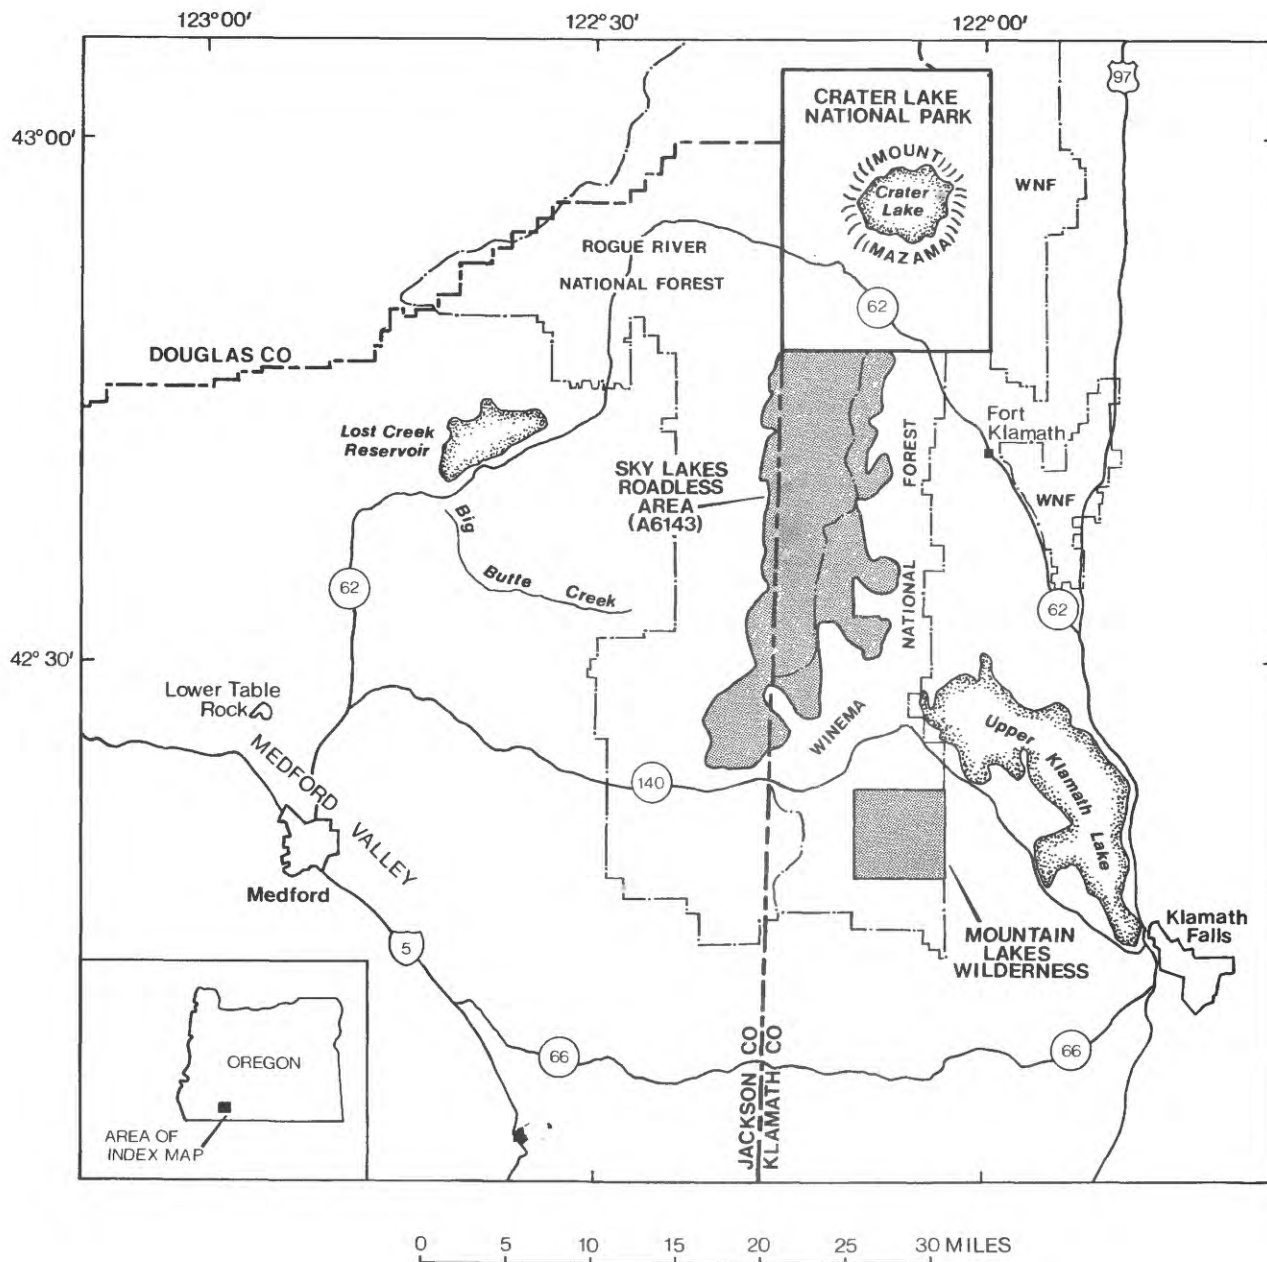 123°00'
122°30'
122°00'
97
CRATER LAKE
NATIONAL PARK
43°00'
MOUNT
Crater
Lake
MAZAMA
WNF
ROGUE RIVER
NATIONAL FOREST
62
DOUGLAS CO
Lost Creek
Reservoir
Fort
Klamath
SKY LAKES
ROADLESS
AREA
(A6143)
FOREST
WNF
Big
Butte Creek
62
NATIONAL
62
42°30'
Lower Table
Rock
WINEMA
Upper Klamath Lake
MEDFORD VALLEY
140
Medford
Klamath
Falls
5
MOUNTAIN
LAKES
WILDERNESS
OREGON
AREA OF
INDEX MAP
66
JACKSON CO
KLAMATH CO
66
0 5 10 15 20 25 30 MILES